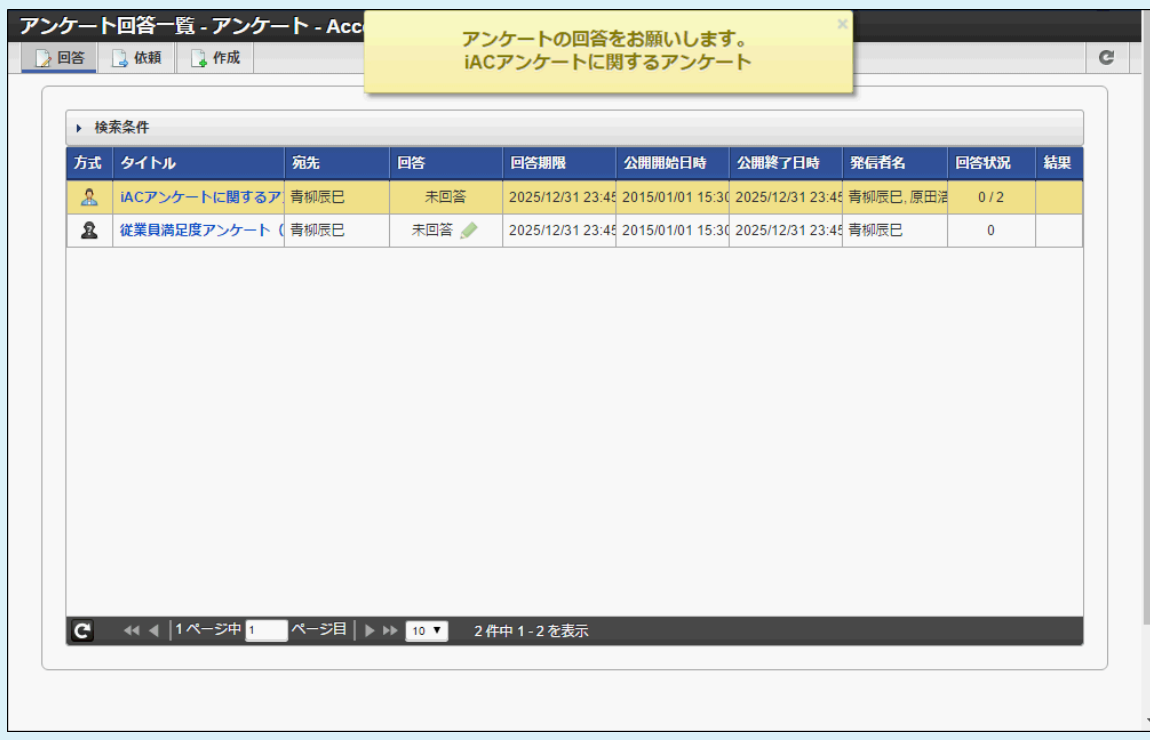 アンケート回答一覧 - アンケート - Acc
アンケートの回答をお願いします。
iACアンケートに関するアンケート
×
回答 依頼 作成
検索条件
方式 タイトル 宛先 回答 回答期限 公開開始日時 公開終了日時 発信者名 回答状況 結果
iACアンケートに関するア 青柳辰巳 未回答 2025/12/31 23:45 2015/01/01 15:30 2025/12/31 23:45 青柳辰巳, 原田浩 0 / 2
従業員満足度アンケート（ 青柳辰巳 未回答 2025/12/31 23:45 2015/01/01 15:30 2025/12/31 23:45 青柳辰巳 0
1 ページ中 1 ページ目 10 2 件中 1 - 2 を表示